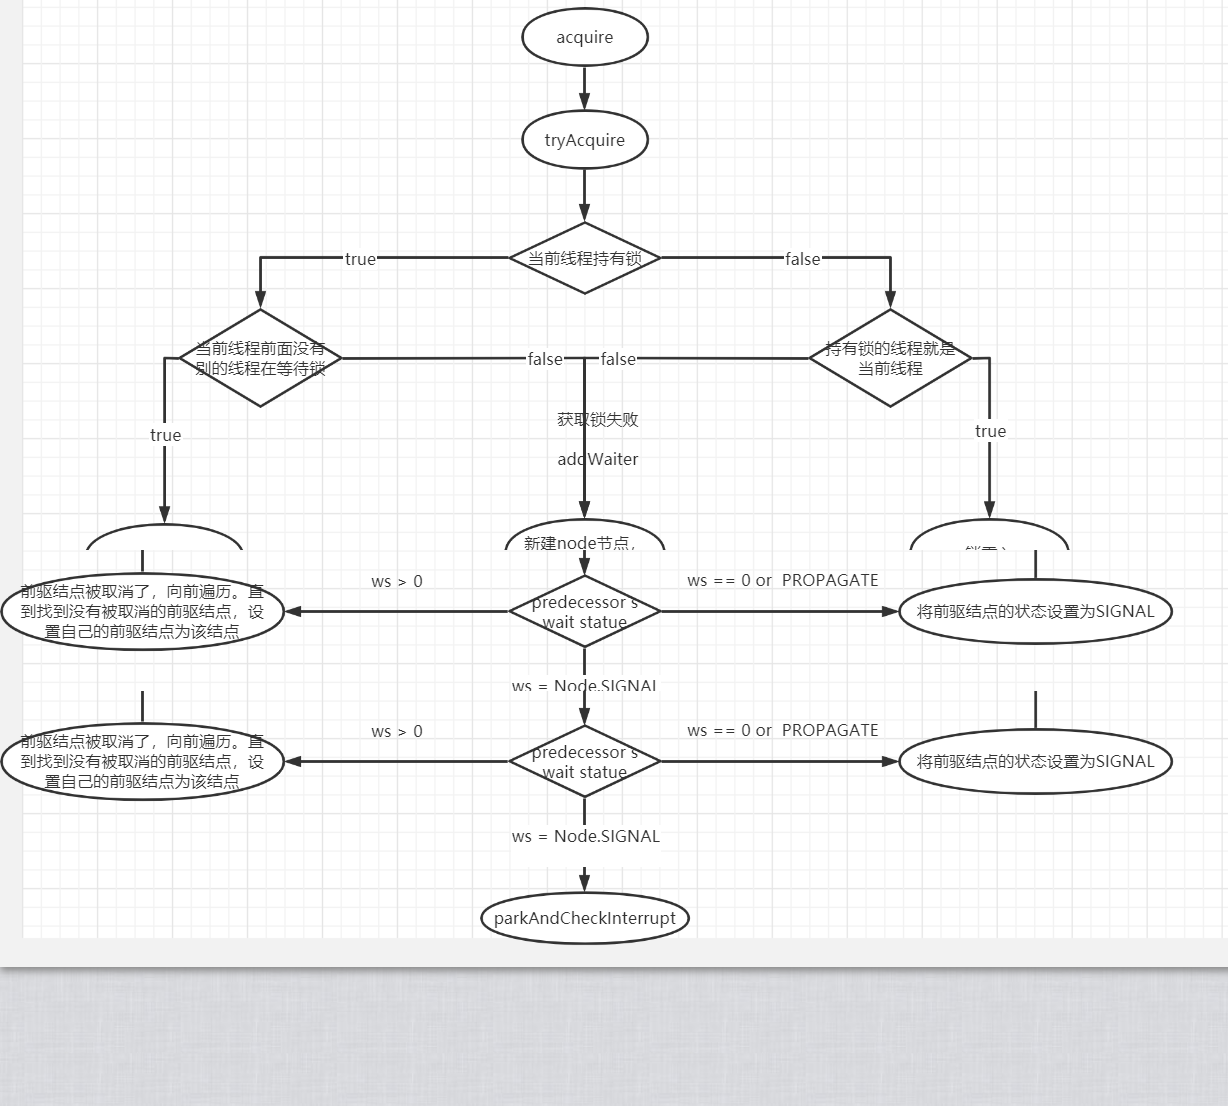 acquire
tryAcquire
当前线程持有锁
true
false
当前线程前面没有
别的线程在等待锁
false
false
持有锁的线程就是
当前线程
获取锁失败
true
true
addWaiter
新建node节点，
ws > 0
ws == 0 or PROPAGATE
前驱结点被取消了，向前遍历。直
到找到没有被取消的前驱结点，设
置自己的前驱结点为该结点
predecessor s
wait statue
将前驱结点的状态设置为SIGNAL
ws = Node.SIGNAL
ws > 0
ws == 0 or PROPAGATE
前驱结点被取消了，向前遍历。直
到找到没有被取消的前驱结点，设
置自己的前驱结点为该结点
predecessor s
wait statue
将前驱结点的状态设置为SIGNAL
ws = Node.SIGNAL
parkAndCheckInterrupt